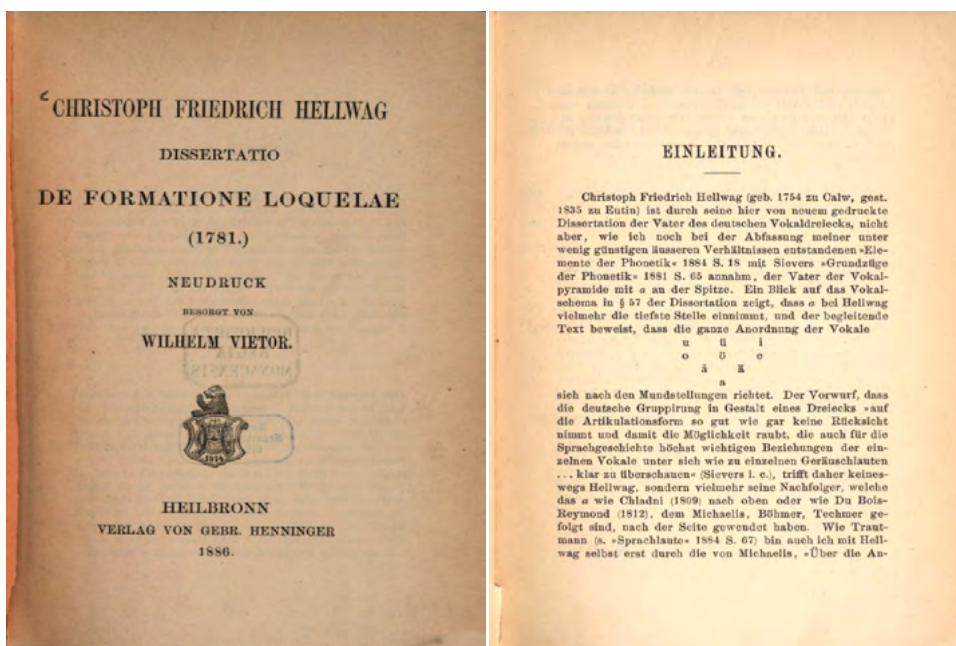 CHRISTOPH FRIEDRICH HELLWAG
DISSERTATIO
DE FORMATIONE LOQUELAE
(1781.)
NEUDRUCK
BESORGT VON
WILHELM VIETOR.
1874
HEILBRONN
VERLAG VON GEBR. HENNINGER
1886.
EINLEITUNG.
Christoph Friedrich Hellwag (geb. 1754 zu Calw, gest.
1835 zu Eutin) ist durch seine hier von neuem gedruckte
Dissertation der Vater des deutschen Vokaldreiecks, nicht
aber, wie ich noch bei der Abfassung meiner unter
wenig günstigen äusseren Verhältnissen entstandenen »Ele-
mente der Phonetik« 1884 S. 18 mit Sievers »Grundzüge
der Phonetik« 1881 S. 65 annahm, der Vater der Vokal-
pyramide mit a an der Spitze. Ein Blick auf das Vokal-
schema in § 57 der Dissertation zeigt, dass a bei Hellwag
vielmehr die tiefste Stelle einnimmt, und der begleitende
Text beweist, dass die ganze Anordnung der Vokale
u ü i
o ö e
å ä
a
sich nach den Mundstellungen richtet. Der Vorwurf, dass
die deutsche Gruppirung in Gestalt eines Dreiecks »auf
die Artikulationsform so gut wie gar keine Rücksicht
nimmt und damit die Möglichkeit raubt, die auch für die
Sprachgeschichte höchst wichtigen Beziehungen der ein-
zelnen Vokale unter sich wie zu einzelnen Geräuschlauten
... klar zu überschauen« (Sievers l. c.), trifft daher keines-
wegs Hellwag, sondern vielmehr seine Nachfolger, welche
das a wie Chladni (1809) nach oben oder wie Du Bois-
Reymond (1812), dem Michaelis, Böhmer, Techmer ge-
folgt sind, nach der Seite gewendet haben. Wie Traut-
mann (s. »Sprachlaute« 1884 S. 67) bin auch ich mit Hell-
wag selbst erst durch die von Michaelis, »Über die An-